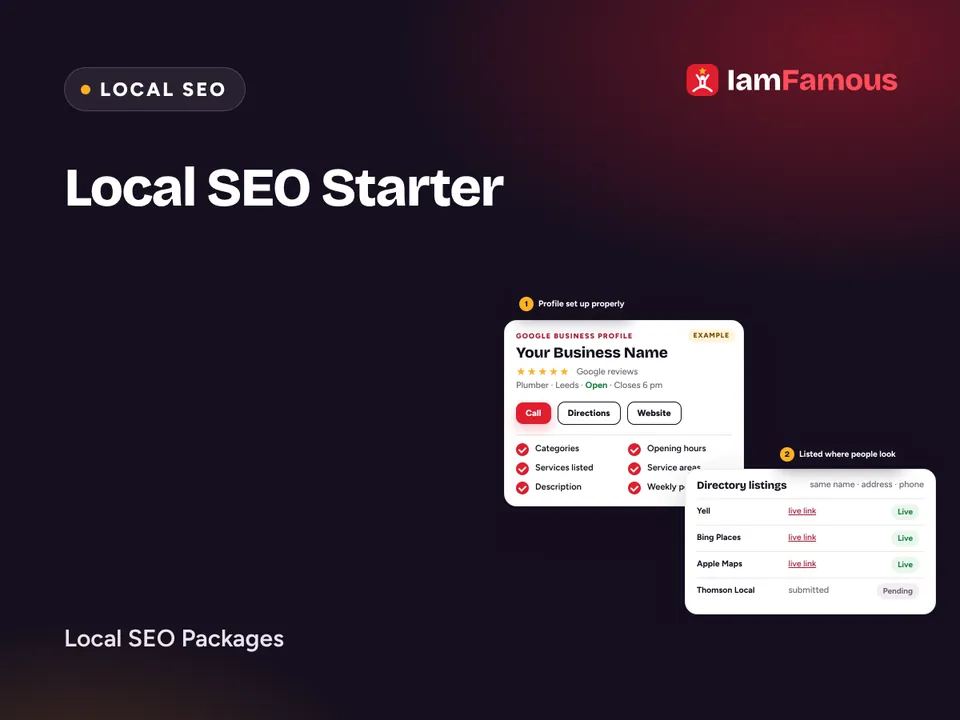 LOCAL SEO
IamFamous
Local SEO Starter
1 Profile set up properly
GOOGLE BUSINESS PROFILE
EXAMPLE
Your Business Name
★★★★★ Google reviews
Plumber · Leeds · Open · Closes 6 pm
Call Directions Website
Categories Opening hours
Services listed Service areas
Description Weekly
2 Listed where people look
Directory listings same name · address · phone
Yell live link Live
Bing Places live link Live
Apple Maps live link Live
Thomson Local submitted Pending
Local SEO Packages